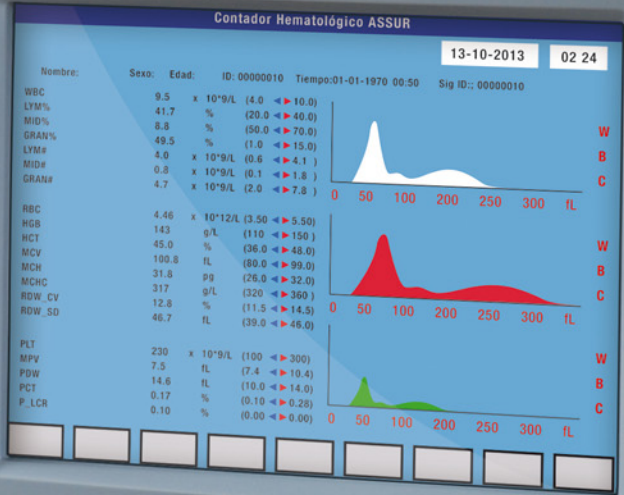 Contador Hematológico ASSUR
13-10-2013 02 24
Nombre: Sexo: Edad: ID: 00000010 Tiempo:01-01-1970 00:50 Sig ID:; 00000010
WBC 9.5 x 10^9/L (4.0 ◄► 10.0)
LYM% 41.7 % (20.0 ◄► 40.0)
MID% 8.8 % (50.0 ◄► 70.0)
GRAN% 49.5 % (1.0 ◄► 15.0)
LYM# 4.0 x 10^9/L (0.6 ◄► 4.1 )
MID# 0.8 x 10^9/L (0.1 ◄► 1.8 )
GRAN# 4.7 x 10^9/L (2.0 ◄► 7.8 )
W
B
C
0 50 100 150 200 250 300 fL
RBC 4.46 x 10^12/L (3.50 ◄► 5.50)
HGB 143 g/L (110 ◄► 150 )
HCT 45.0 % (36.0 ◄► 48.0)
MCV 100.8 fL (80.0 ◄► 99.0)
MCH 31.8 pg (26.0 ◄► 32.0)
MCHC 317 g/L (320 ◄► 360 )
RDW_CV 12.8 % (11.5 ◄► 14.5)
RDW_SD 46.7 fL (39.0 ◄► 46.0)
W
B
C
0 50 100 150 200 250 300 fL
PLT 230 x 10^9/L (100 ◄► 300)
MPV 7.5 fL (7.4 ◄► 10.4)
PDW 14.6 fL (10.0 ◄► 14.0)
PCT 0.17 % (0.10 ◄► 0.28)
P_LCR 0.10 % (0.00 ◄► 0.00)
W
B
C
0 50 100 150 200 250 300 fL